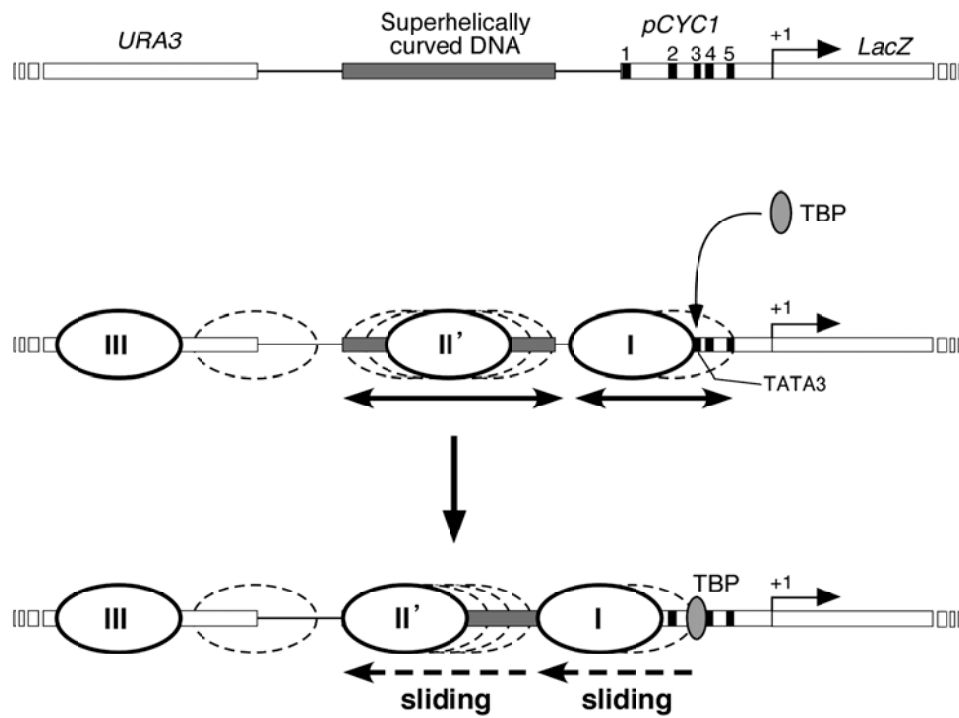 URA3
Superhelically
curved DNA
pCYC1
+1
LacZ
1 2 3 4 5
TBP
+1
III
II'
I
TATA3
TBP
+1
III
II'
I
sliding
sliding